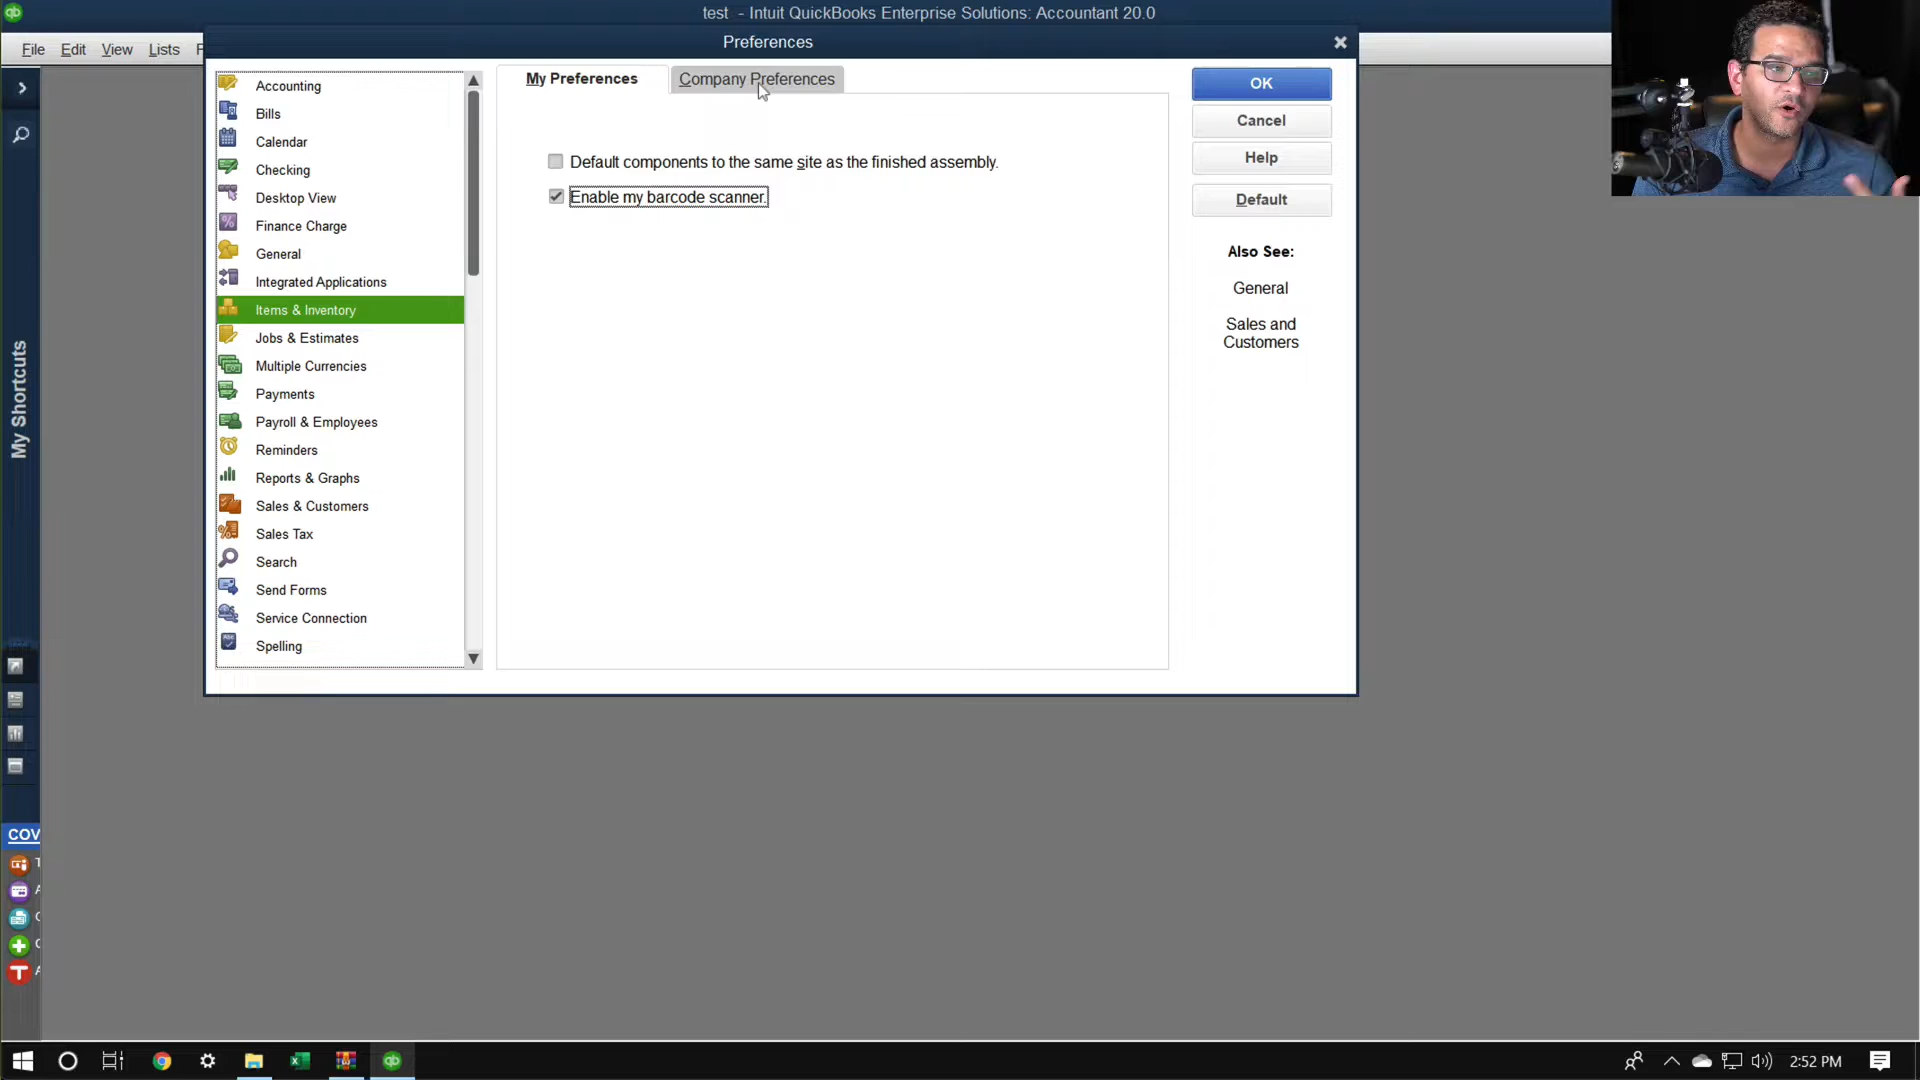 test - Intuit QuickBooks Enterprise Solutions: Accountant 20.0
File Edit View Lists
Preferences
My Preferences
Company Preferences
Accounting
Bills
Calendar
Checking
Desktop View
Finance Charge
General
Integrated Applications
Items & Inventory
Jobs & Estimates
Multiple Currencies
Payments
Payroll & Employees
Reminders
Reports & Graphs
Sales & Customers
Sales Tax
Search
Send Forms
Service Connection
Spelling
Default components to the same site as the finished assembly.
Enable my barcode scanner.
OK
Cancel
Help
Default
Also See:
General
Sales and
Customers
My Shortcuts
COV
2:52 PM